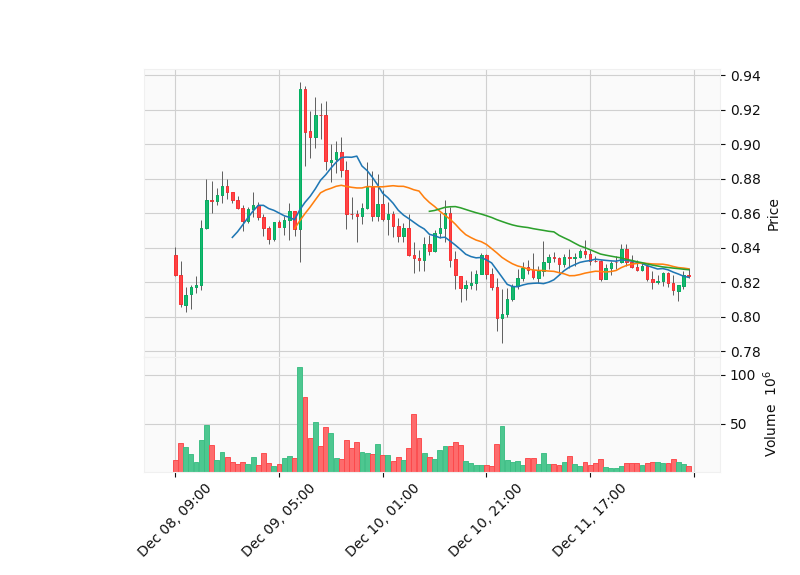 0.94
0.92
0.90
0.88
0.86
0.84
0.82
0.80
0.78
Price
100
50
Volume 10⁶
Dec 08, 09:00
Dec 09, 05:00
Dec 10, 01:00
Dec 10, 21:00
Dec 11, 17:00